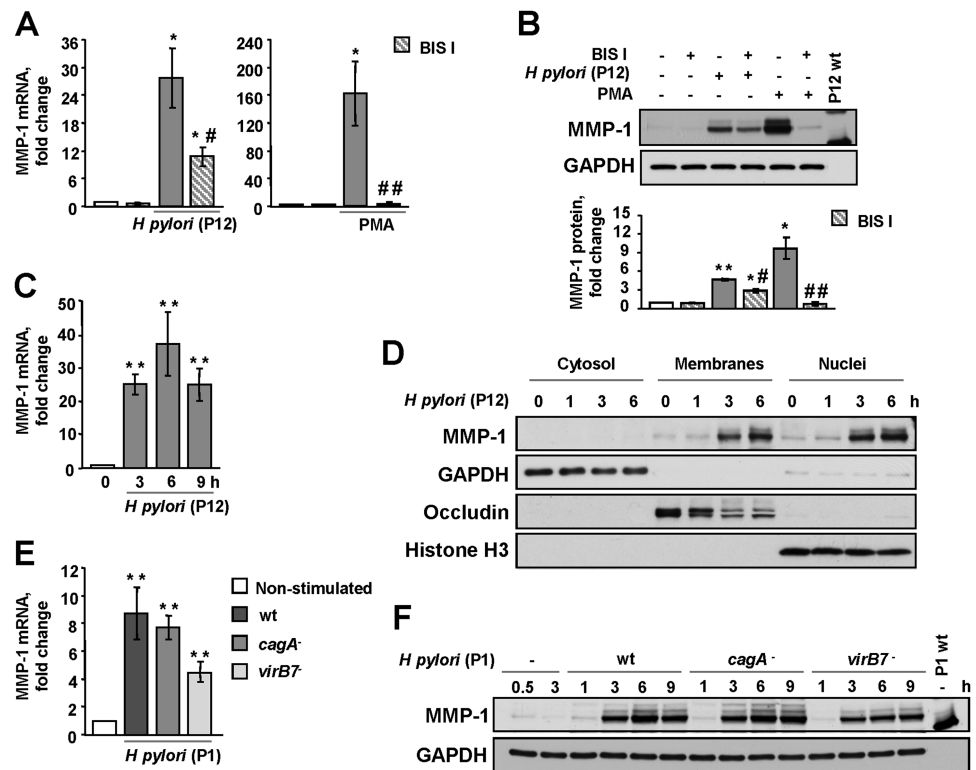 A
MMP-1 mRNA,
fold change
36
30
24
18
12
6
0
*
* #
H pylori (P12)
240
200
160
120
80
40
0
*
##
PMA
BIS I
B
BIS I - + - + - +
H pylori (P12) - - + + - -
PMA - - - - + +
P12 wt
MMP-1
GAPDH
MMP-1 protein,
fold change
15
12
9
6
3
0
**
*#
*
##
BIS I
C
MMP-1 mRNA,
fold change
50
40
30
20
10
0
**
**
**
0 3 6 9 h
H pylori (P12)
D
Cytosol Membranes Nuclei
H pylori (P12) 0 1 3 6 0 1 3 6 0 1 3 6 h
MMP-1
GAPDH
Occludin
Histone H3
E
MMP-1 mRNA,
fold change
12
10
8
6
4
2
0
**
**
**
H pylori (P1)
Non-stimulated
wt
cagA-
virB7-
F
H pylori (P1) - wt cagA - virB7 - P1 wt
0.5 3 1 3 6 9 1 3 6 9 1 3 6 9 - h
MMP-1
GAPDH